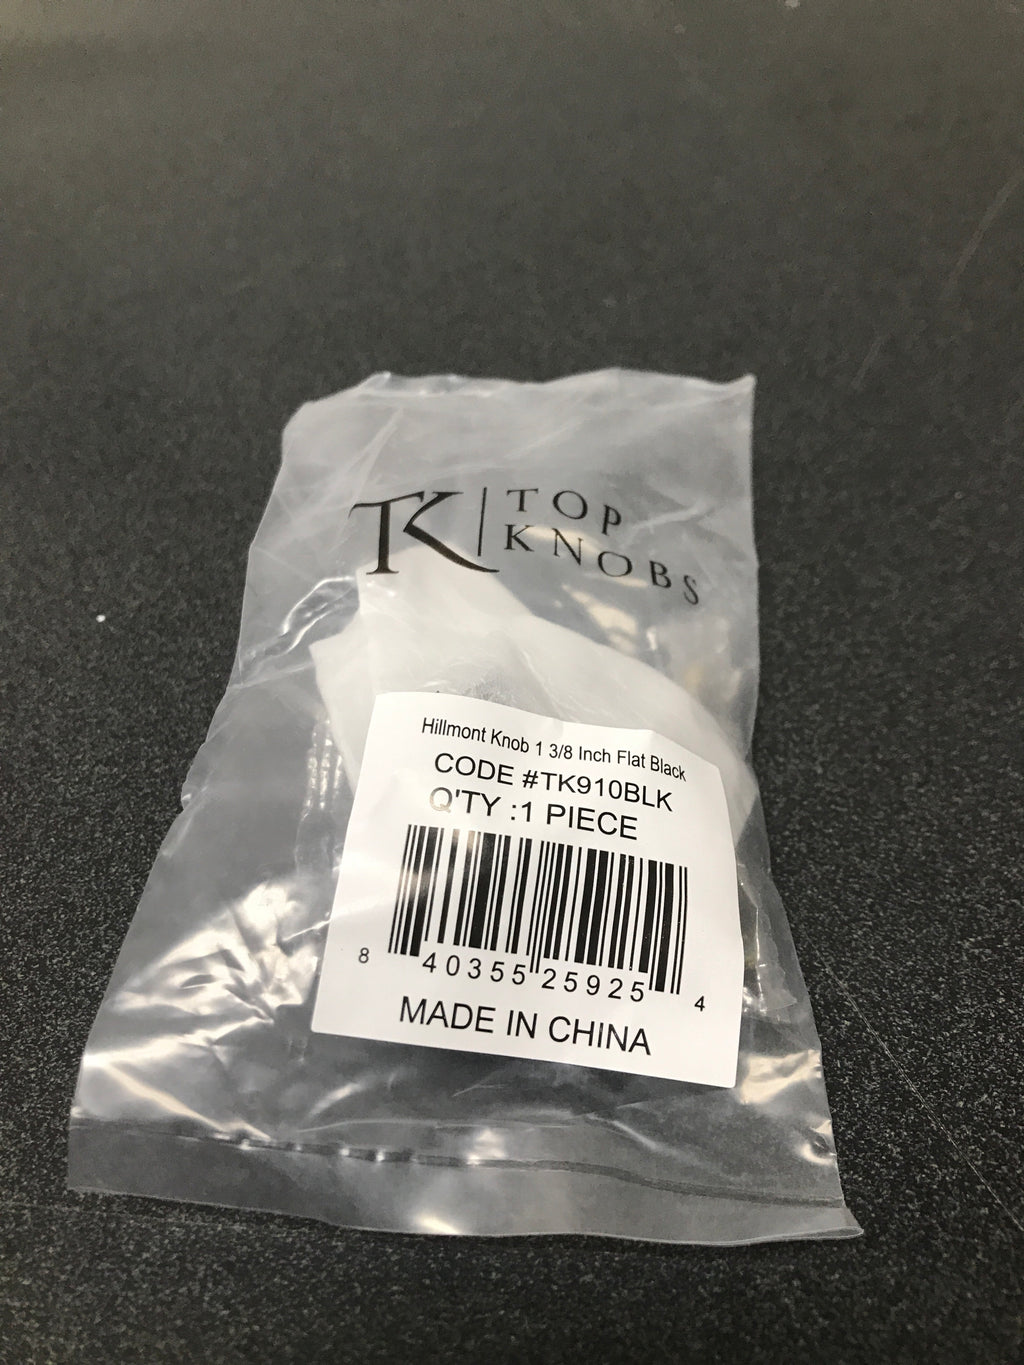 TK | TOP
KNOBS
Hillmont Knob 1 3/8 Inch Flat Black
CODE #TK910BLK
Q'TY :1 PIECE
8 40355 25925 4
MADE IN CHINA